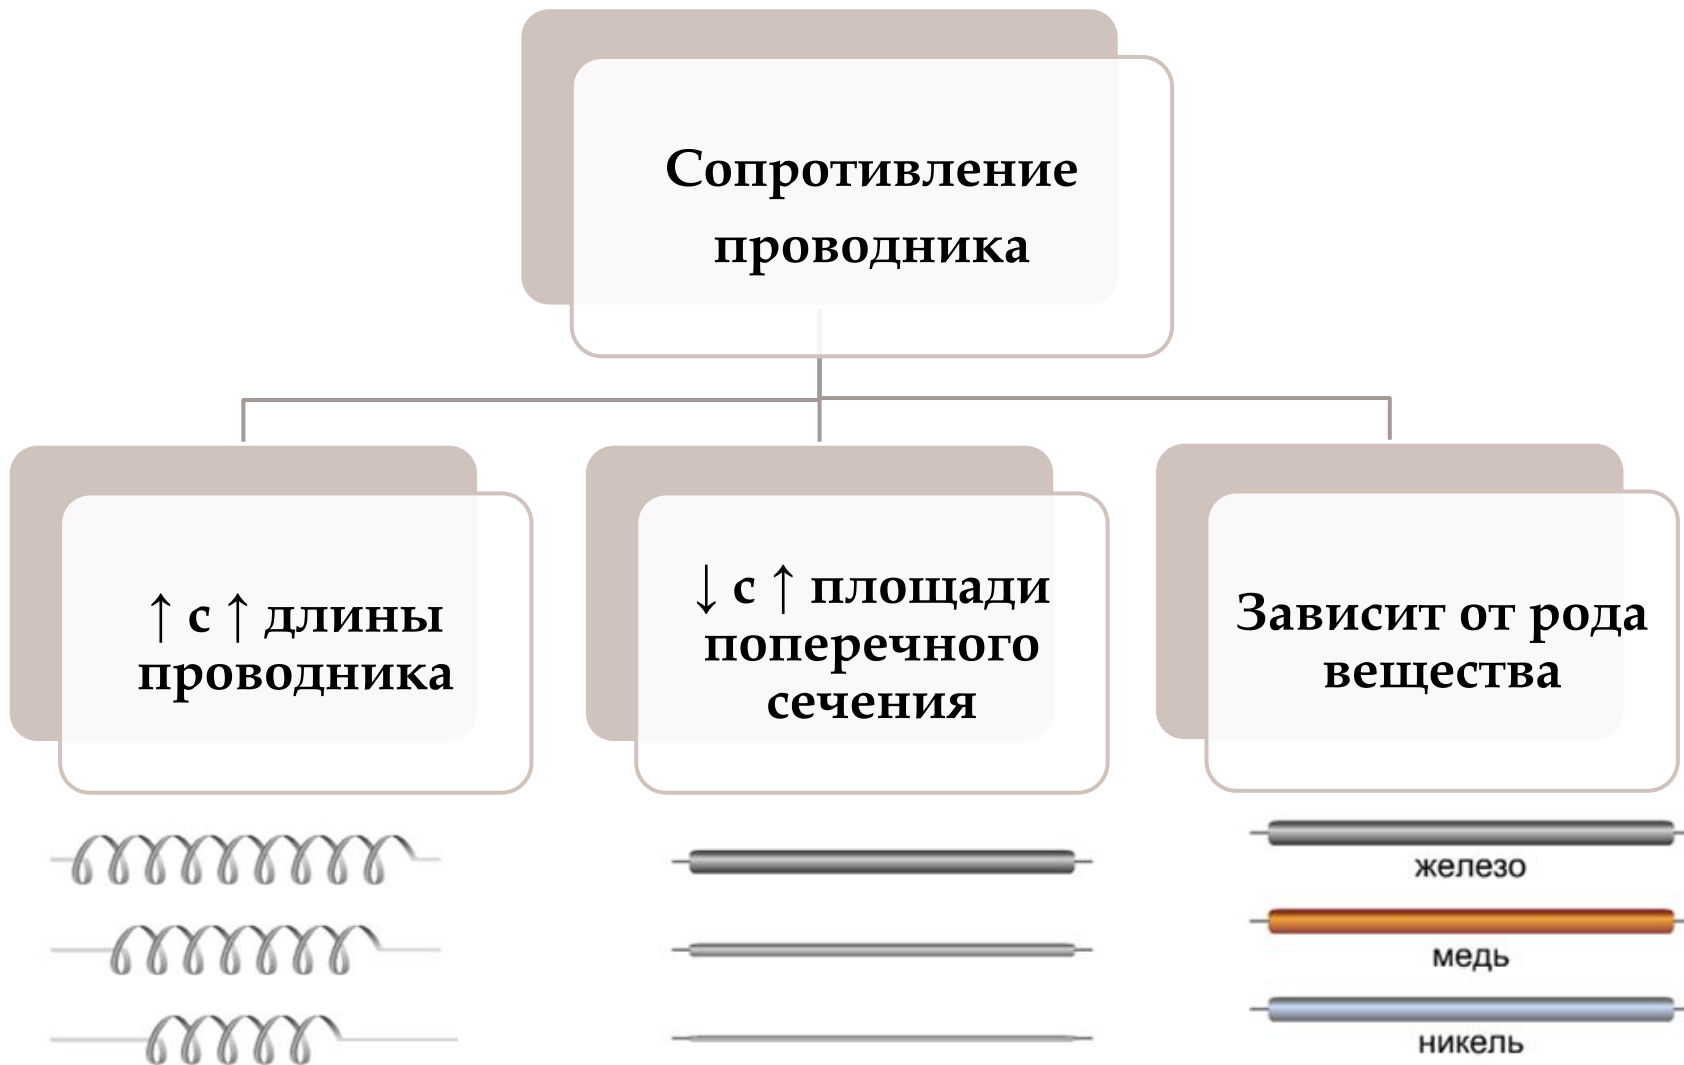 Сопротивление
проводника
↑ с ↑ длины
проводника
↓ с ↑ площади
поперечного
сечения
Зависит от рода
вещества
железо
медь
никель